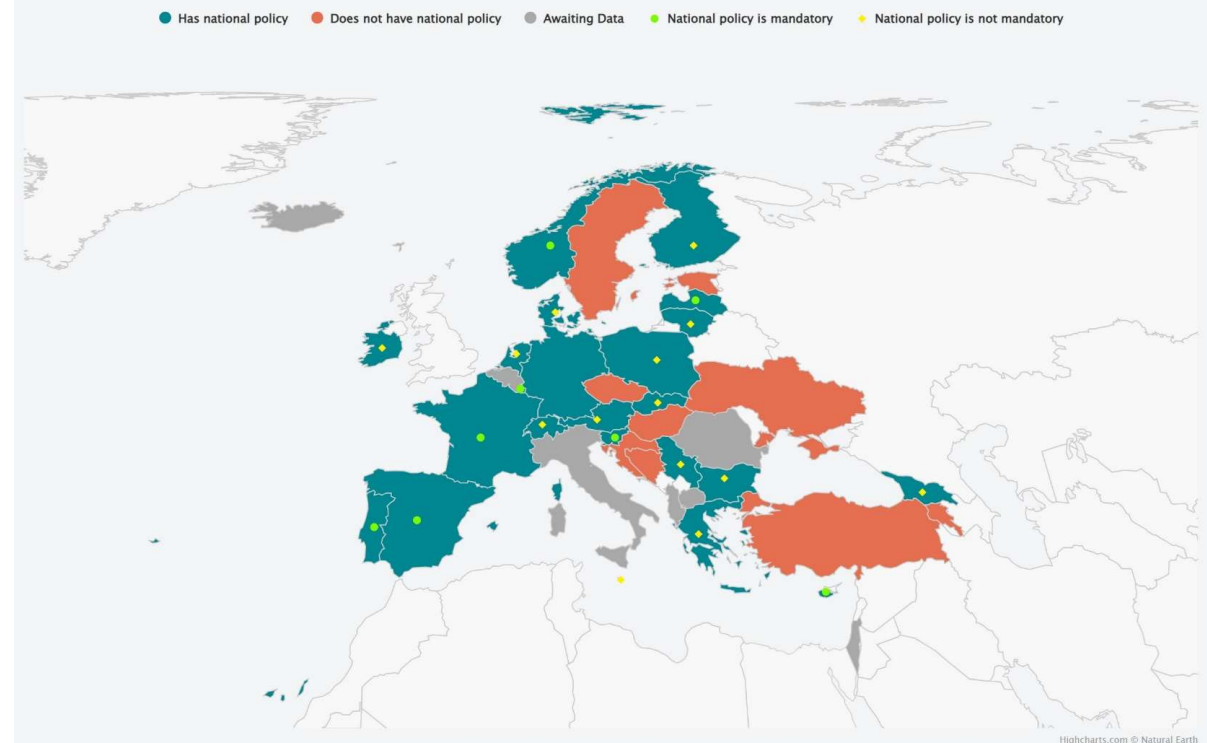 Has national policy Does not have national policy Awaiting Data National policy is mandatory National policy is not mandatory
Highcharts.com © Natural Earth